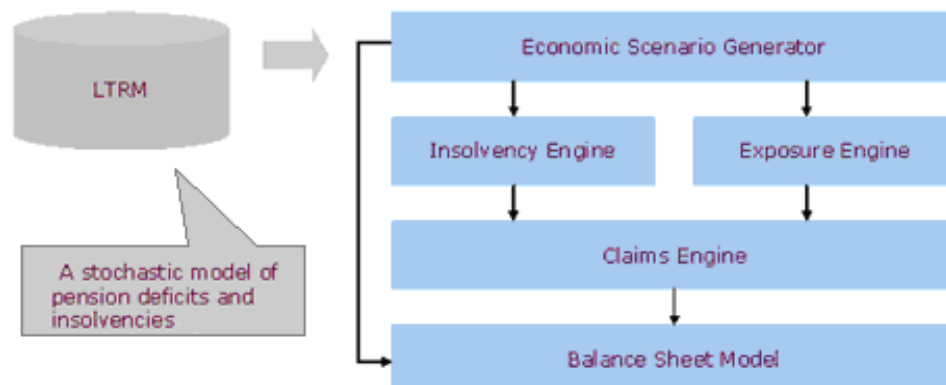 LTRM
A stochastic model of
pension deficits and
insolvencies
Economic Scenario Generator
Insolvency Engine
Exposure Engine
Claims Engine
Balance Sheet Model